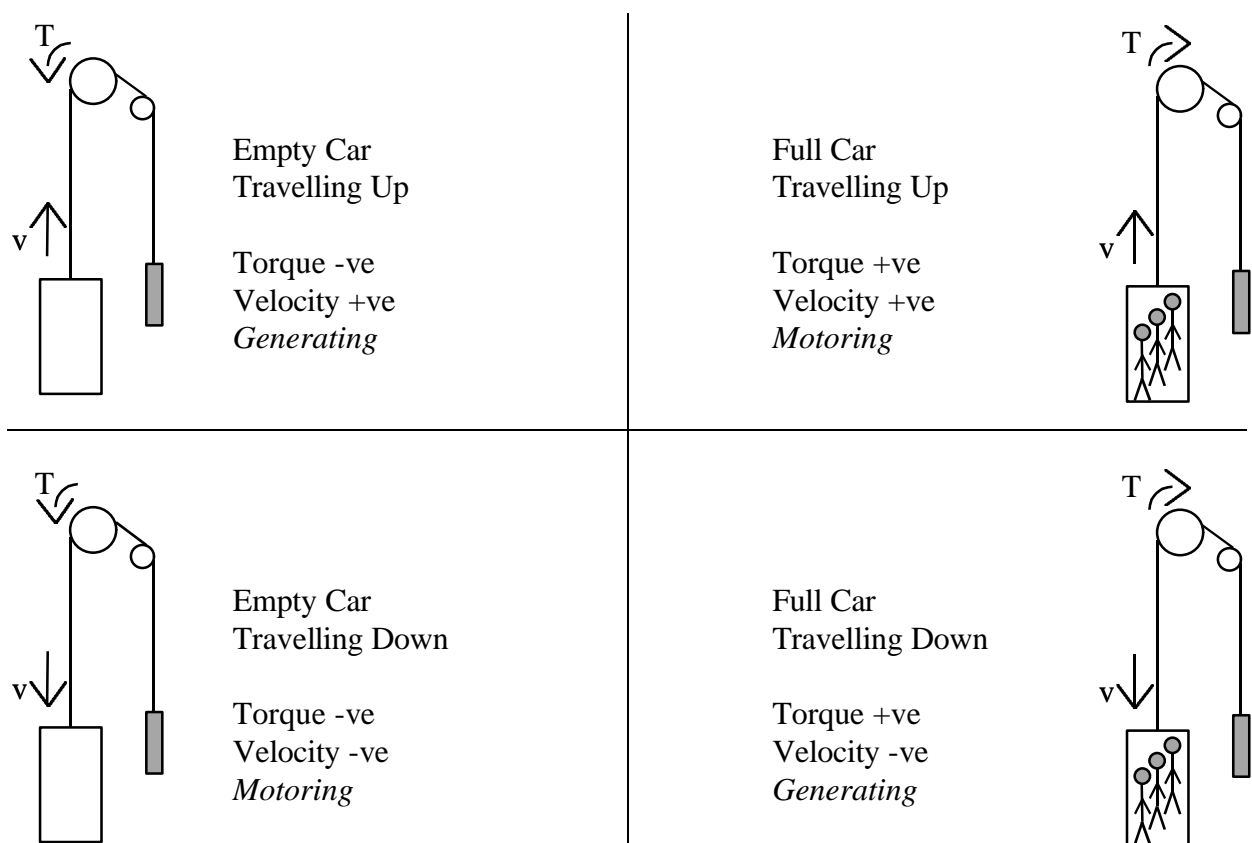 T
v
Empty Car
Travelling Up
Torque -ve
Velocity +ve
Generating
T
v
Full Car
Travelling Up
Torque +ve
Velocity +ve
Motoring
T
v
Empty Car
Travelling Down
Torque -ve
Velocity -ve
Motoring
T
v
Full Car
Travelling Down
Torque +ve
Velocity -ve
Generating